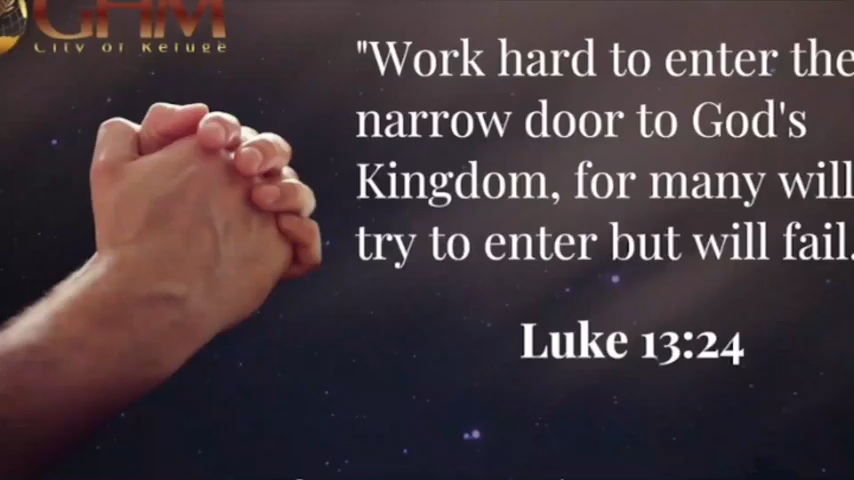 GHM
City of Refuge
"Work hard to enter the
narrow door to God's
Kingdom, for many will
try to enter but will fail.
Luke 13:24